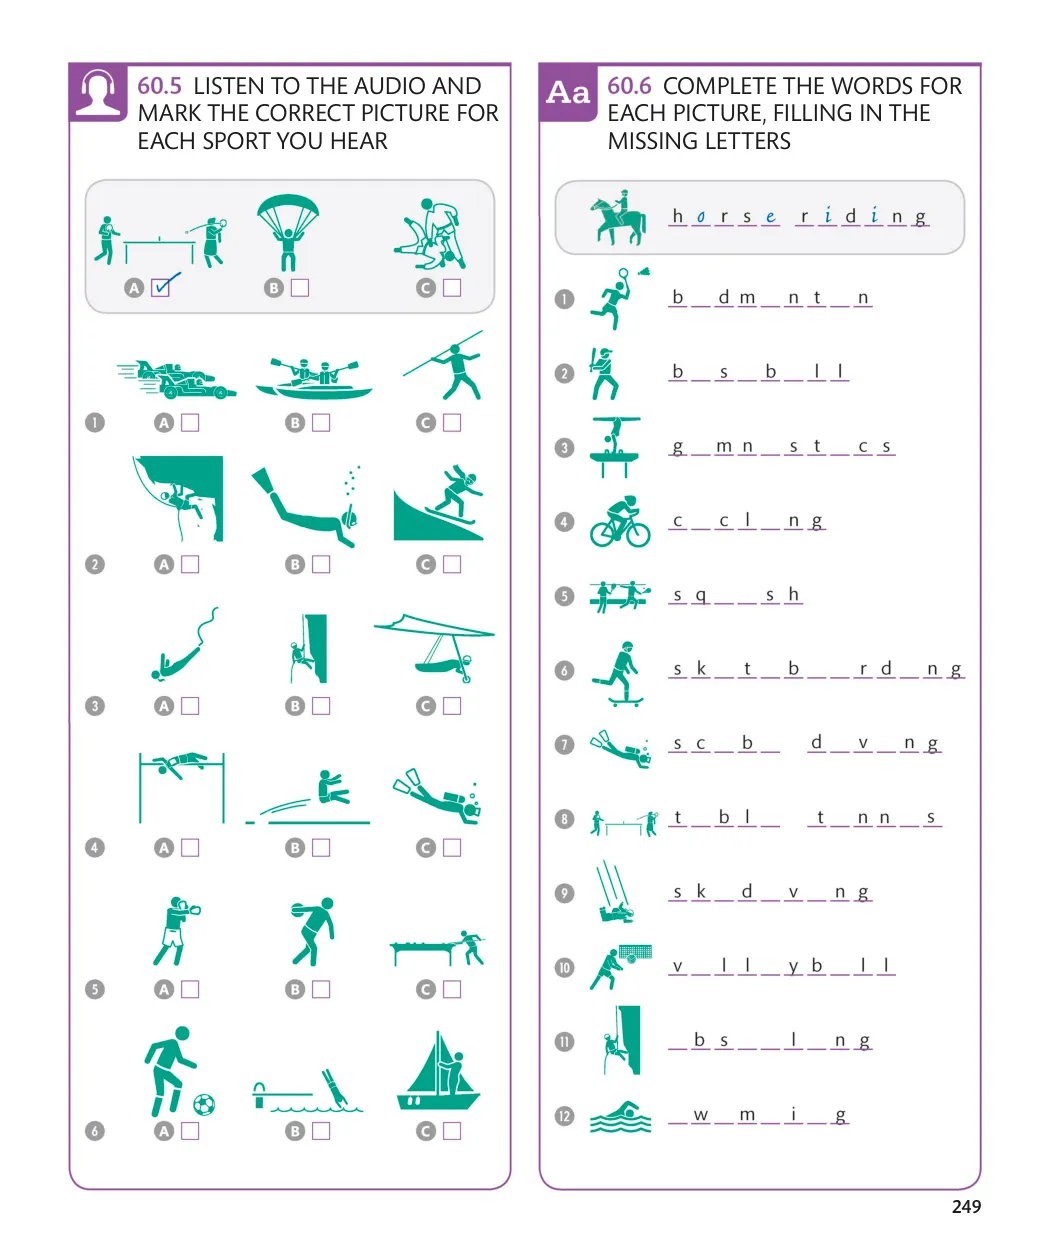 60.5 LISTEN TO THE AUDIO AND
MARK THE CORRECT PICTURE FOR
EACH SPORT YOU HEAR
A B C
1 A B C
2 A B C
3 A B C
4 A B C
5 A B C
6 A B C
Aa 60.6 COMPLETE THE WORDS FOR
EACH PICTURE, FILLING IN THE
MISSING LETTERS
horse riding
1 b _ d m _ n t _ n
2 b _ s _ b _ l l
3 g _ m n _ s t _ c s
4 c _ c l _ n g
5 s q _ _ s h
6 s k _ t _ b _ _ r d _ n g
7 s c _ b _ d _ v _ n g
8 t _ b l _ t _ n n _ s
9 s k _ d _ v _ n g
10 v _ l l _ y b _ l l
11 _ b s _ _ l _ n g
12 _ w _ m _ i _ g
249